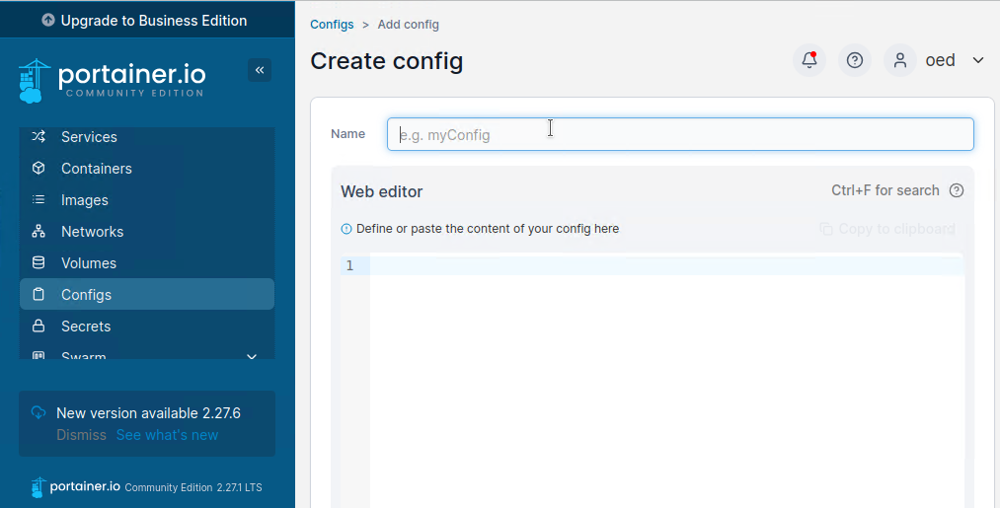 Upgrade to Business Edition
portainer.io
COMMUNITY EDITION
Services
Containers
Images
Networks
Volumes
Configs
Secrets
Swarm
New version available 2.27.6
Dismiss See what's new
portainer.io Community Edition 2.27.1 LTS
Configs > Add config
Create config
oed
Name
e.g. myConfig
Web editor
Ctrl+F for search
Define or paste the content of your config here
Copy to clipboard
1